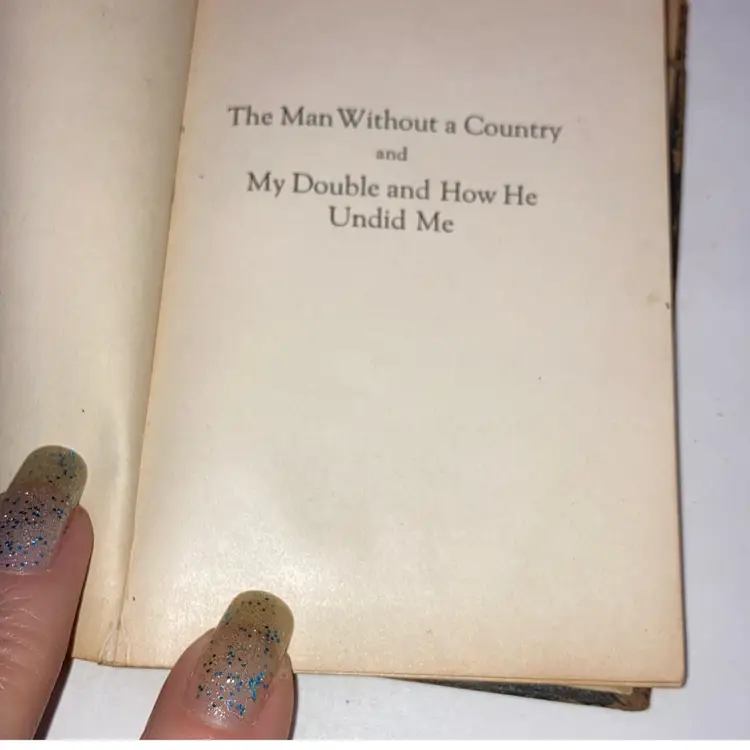 The Man Without a Country
and
My Double and How He
Undid Me